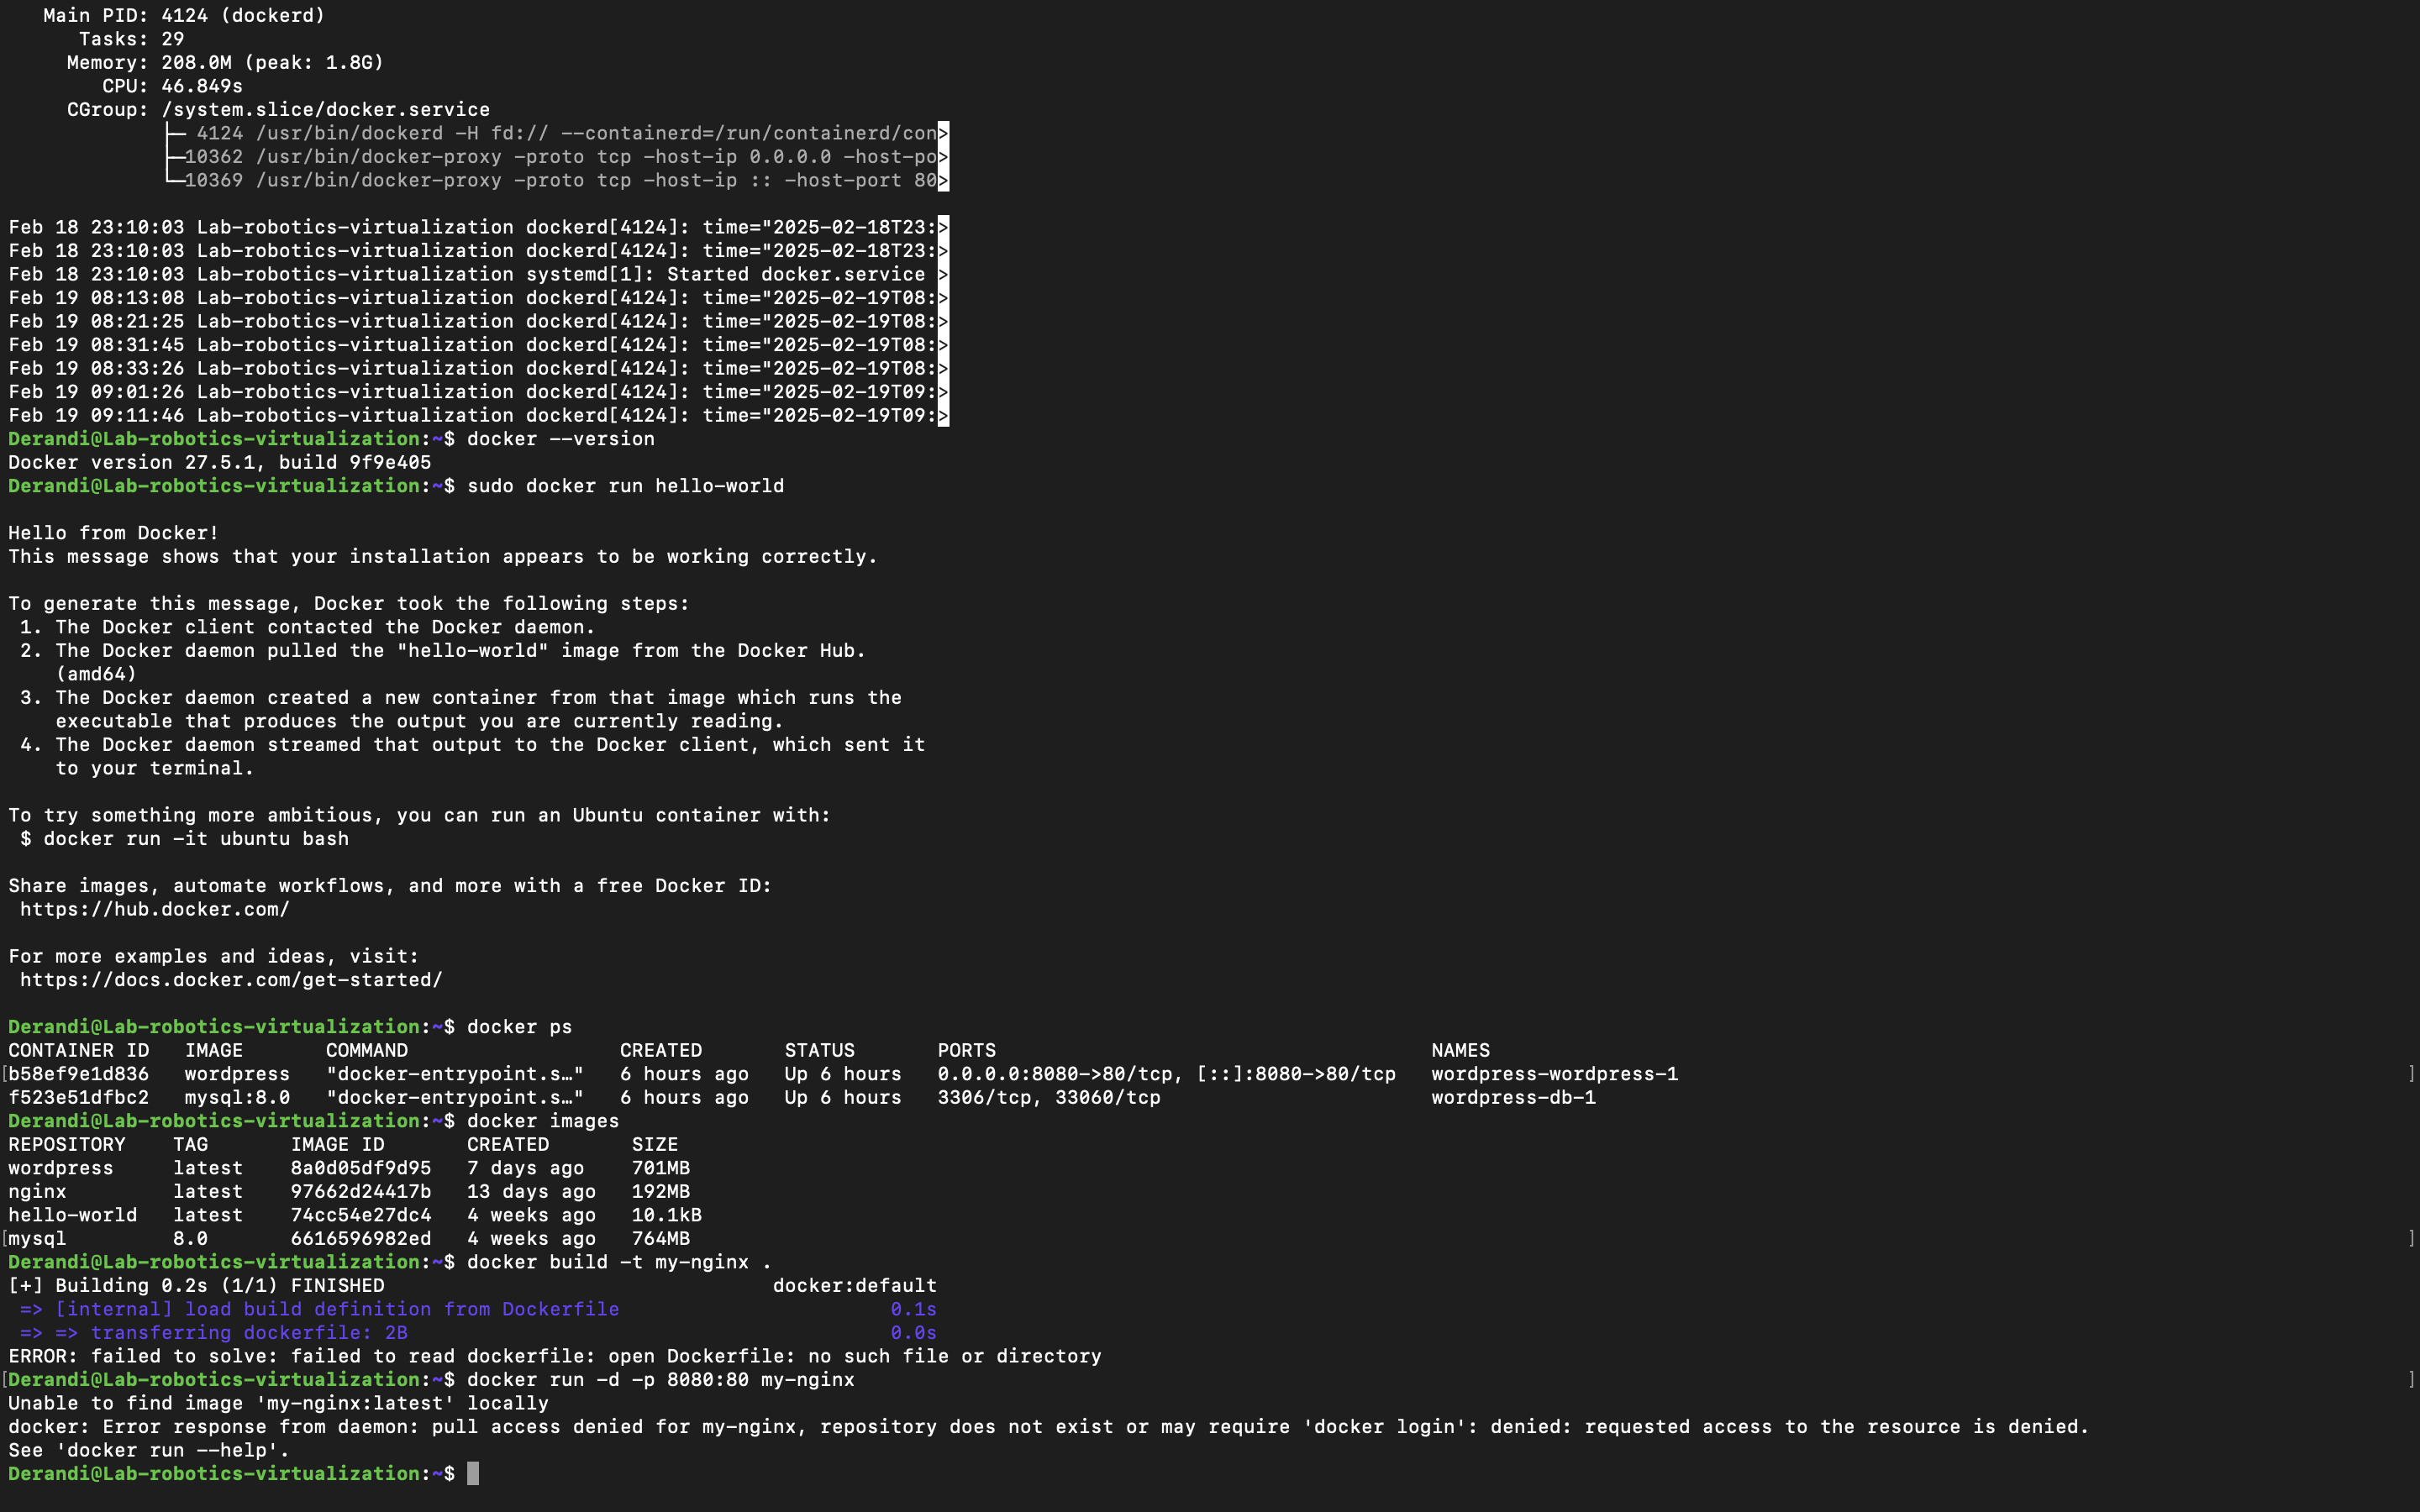 Main PID: 4124 (dockerd)
Tasks: 29
Memory: 208.0M (peak: 1.8G)
CPU: 46.849s
CGroup: /system.slice/docker.service
├─ 4124 /usr/bin/dockerd -H fd:// --containerd=/run/containerd/con>
├─10362 /usr/bin/docker-proxy -proto tcp -host-ip 0.0.0.0 -host-po>
└─10369 /usr/bin/docker-proxy -proto tcp -host-ip :: -host-port 80>
Feb 18 23:10:03 Lab-robotics-virtualization dockerd[4124]: time="2025-02-18T23:>
Feb 18 23:10:03 Lab-robotics-virtualization dockerd[4124]: time="2025-02-18T23:>
Feb 18 23:10:03 Lab-robotics-virtualization systemd[1]: Started docker.service >
Feb 19 08:13:08 Lab-robotics-virtualization dockerd[4124]: time="2025-02-19T08:>
Feb 19 08:21:25 Lab-robotics-virtualization dockerd[4124]: time="2025-02-19T08:>
Feb 19 08:31:45 Lab-robotics-virtualization dockerd[4124]: time="2025-02-19T08:>
Feb 19 08:33:26 Lab-robotics-virtualization dockerd[4124]: time="2025-02-19T08:>
Feb 19 09:01:26 Lab-robotics-virtualization dockerd[4124]: time="2025-02-19T09:>
Feb 19 09:11:46 Lab-robotics-virtualization dockerd[4124]: time="2025-02-19T09:>
Derandi@Lab-robotics-virtualization:~$ docker --version
Docker version 27.5.1, build 9f9e405
Derandi@Lab-robotics-virtualization:~$ sudo docker run hello-world
Hello from Docker!
This message shows that your installation appears to be working correctly.
To generate this message, Docker took the following steps:
1. The Docker client contacted the Docker daemon.
2. The Docker daemon pulled the "hello-world" image from the Docker Hub.
(amd64)
3. The Docker daemon created a new container from that image which runs the
executable that produces the output you are currently reading.
4. The Docker daemon streamed that output to the Docker client, which sent it
to your terminal.
To try something more ambitious, you can run an Ubuntu container with:
$ docker run -it ubuntu bash
Share images, automate workflows, and more with a free Docker ID:
https://hub.docker.com/
For more examples and ideas, visit:
https://docs.docker.com/get-started/
Derandi@Lab-robotics-virtualization:~$ docker ps
CONTAINER ID   IMAGE       COMMAND                  CREATED       STATUS       PORTS                                     NAMES
[b58ef9e1d836   wordpress   "docker-entrypoint.s…"   6 hours ago   Up 6 hours   0.0.0.0:8080->80/tcp, [::]:8080->80/tcp   wordpress-wordpress-1 ]
f523e51dfbc2   mysql:8.0   "docker-entrypoint.s…"   6 hours ago   Up 6 hours   3306/tcp, 33060/tcp                       wordpress-db-1
Derandi@Lab-robotics-virtualization:~$ docker images
REPOSITORY    TAG       IMAGE ID       CREATED       SIZE
wordpress     latest    8a0d05df9d95   7 days ago    701MB
nginx         latest    97662d24417b   13 days ago   192MB
hello-world   latest    74cc54e27dc4   4 weeks ago   10.1kB
[mysql         8.0       6616596982ed   4 weeks ago   764MB ]
Derandi@Lab-robotics-virtualization:~$ docker build -t my-nginx .
[+] Building 0.2s (1/1) FINISHED                                 docker:default
=> [internal] load build definition from Dockerfile                       0.1s
=> => transferring dockerfile: 2B                                         0.0s
ERROR: failed to solve: failed to read dockerfile: open Dockerfile: no such file or directory
[Derandi@Lab-robotics-virtualization:~$ docker run -d -p 8080:80 my-nginx ]
Unable to find image 'my-nginx:latest' locally
docker: Error response from daemon: pull access denied for my-nginx, repository does not exist or may require 'docker login': denied: requested access to the resource is denied.
See 'docker run --help'.
Derandi@Lab-robotics-virtualization:~$